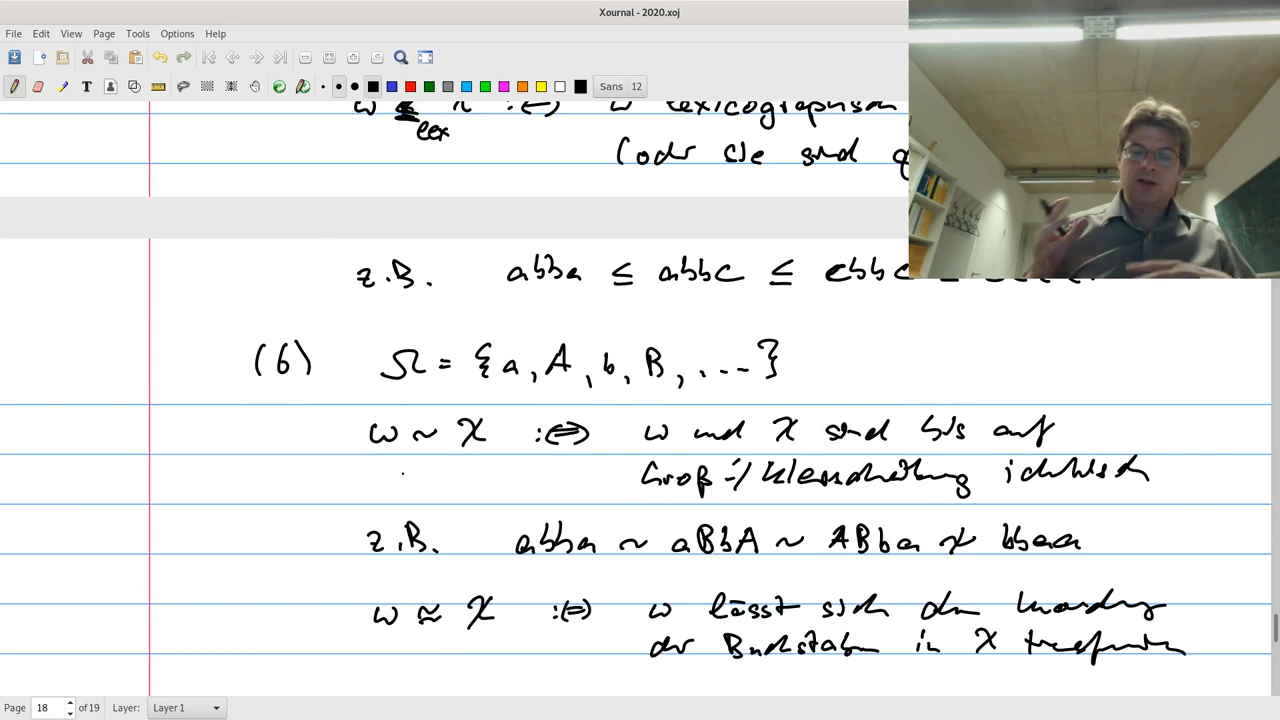 Xournal - 2020.xoj
File Edit View Page Tools Options Help
Sans 12
w ≤ x :⇔ w lexicographisch
lex
(oder sie sind
z.B. abba ≤ abbc ≤ cbbc ≤
(6) Ω = {a, A, b, B, ...}
w ~ x :⇔ w und x sind bis auf
Groß-/Kleinschreibung identisch
z.B. abba ~ aBbA ~ ABba ≁ bbaa
w ≈ x :⇔ w lässt sich durch
der Buchstaben in x transformieren
Page 18 of 19 Layer: Layer 1